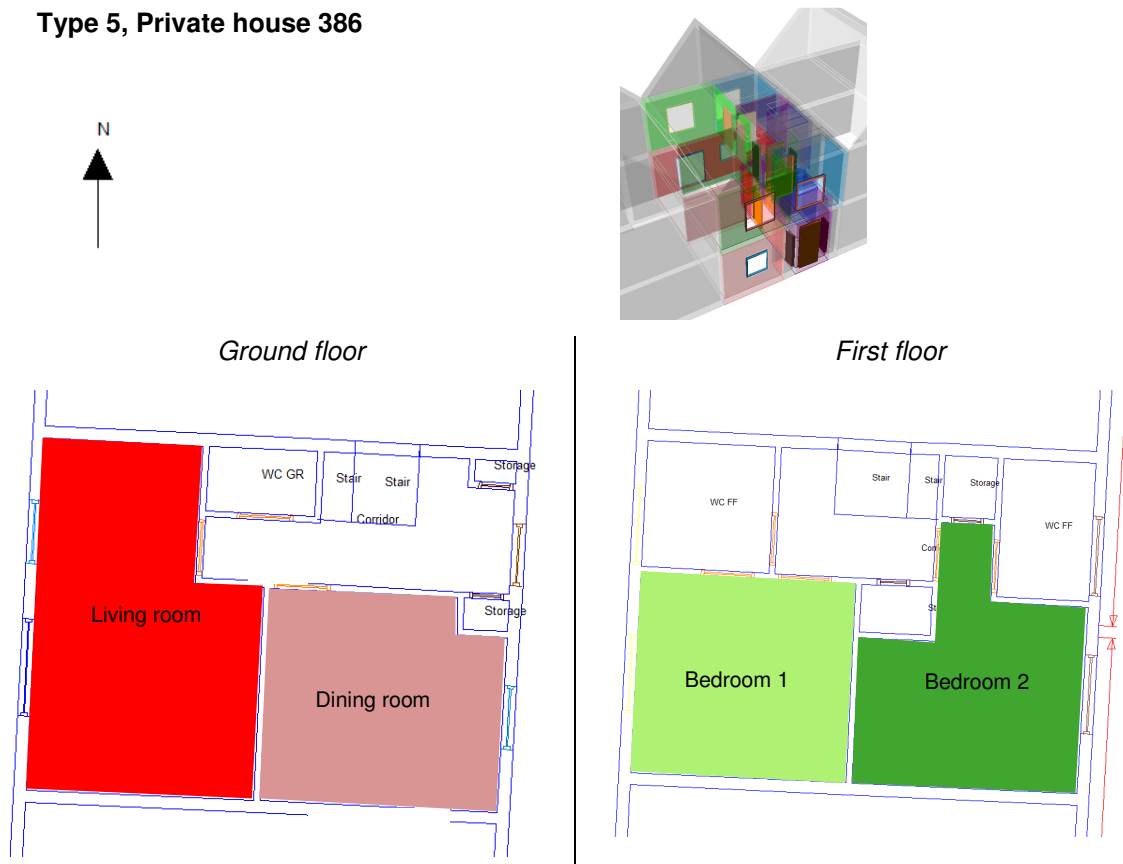 Type 5, Private house 386
N
Ground floor
First floor
Storage
WC GR
Stair
Stair
Corridor
Living room
Storage
Dining room
Stair
Stair
Storage
WC FF
WC FF
Bedroom 1
Bedroom 2